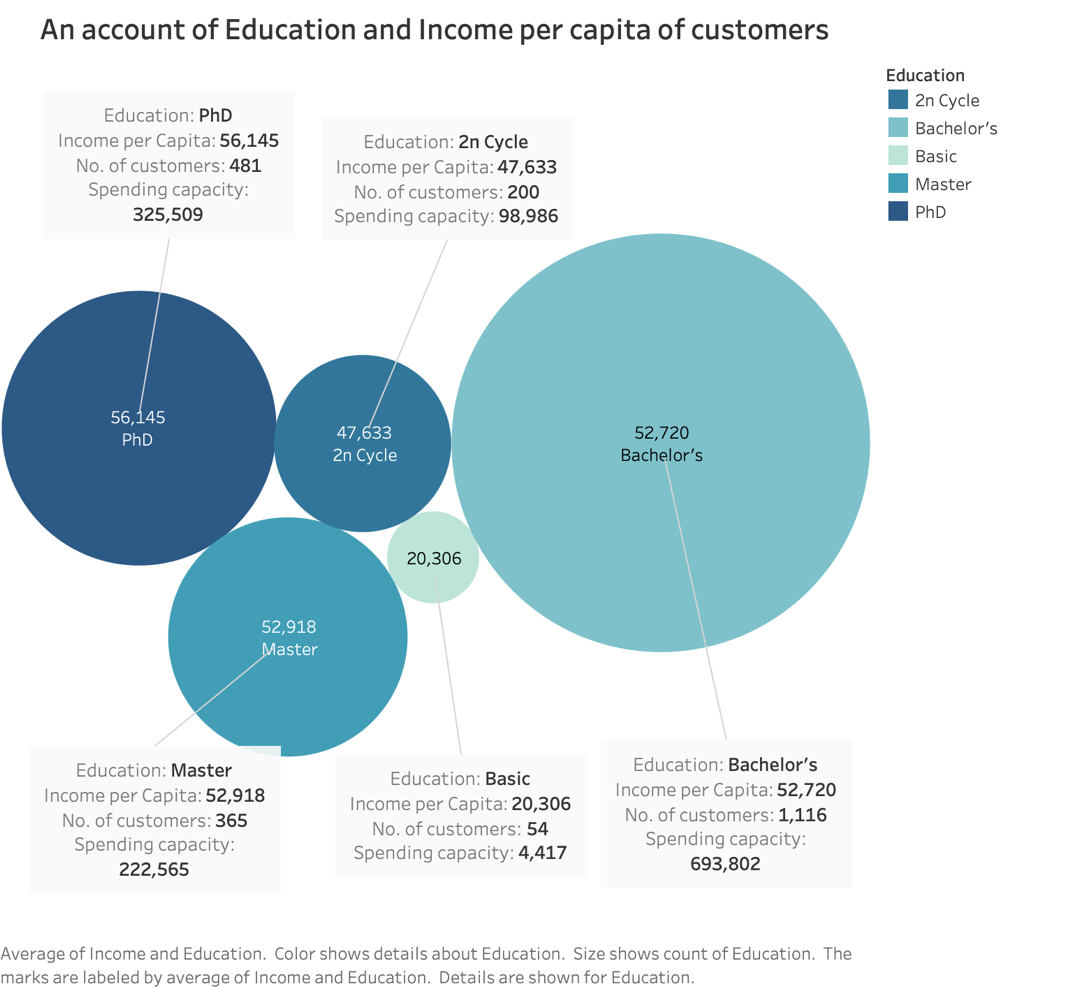 An account of Education and Income per capita of customers
Education
2n Cycle
Bachelor's
Basic
Master
PhD
Education: PhD
Income per Capita: 56,145
No. of customers: 481
Spending capacity:
325,509
Education: 2n Cycle
Income per Capita: 47,633
No. of customers: 200
Spending capacity: 98,986
56,145
PhD
47,633
2n Cycle
52,720
Bachelor's
20,306
52,918
Master
Education: Master
Income per Capita: 52,918
No. of customers: 365
Spending capacity:
222,565
Education: Basic
Income per Capita: 20,306
No. of customers: 54
Spending capacity: 4,417
Education: Bachelor's
Income per Capita: 52,720
No. of customers: 1,116
Spending capacity:
693,802
Average of Income and Education. Color shows details about Education. Size shows count of Education. The
marks are labeled by average of Income and Education. Details are shown for Education.